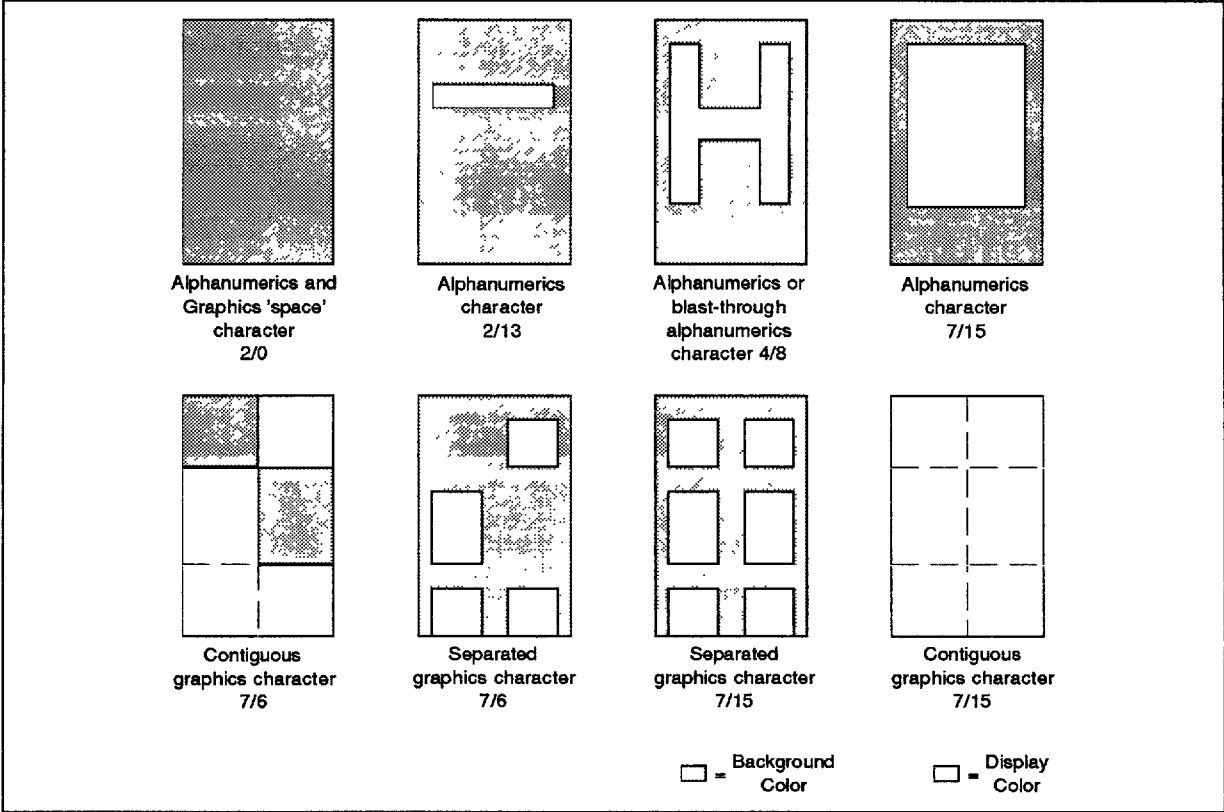 Alphanumerics and
Graphics 'space'
character
2/0
Alphanumerics
character
2/13
Alphanumerics or
blast-through
alphanumerics
character 4/8
Alphanumerics
character
7/15
Contiguous
graphics character
7/6
Separated
graphics character
7/6
Separated
graphics character
7/15
Contiguous
graphics character
7/15
= Background
Color
= Display
Color